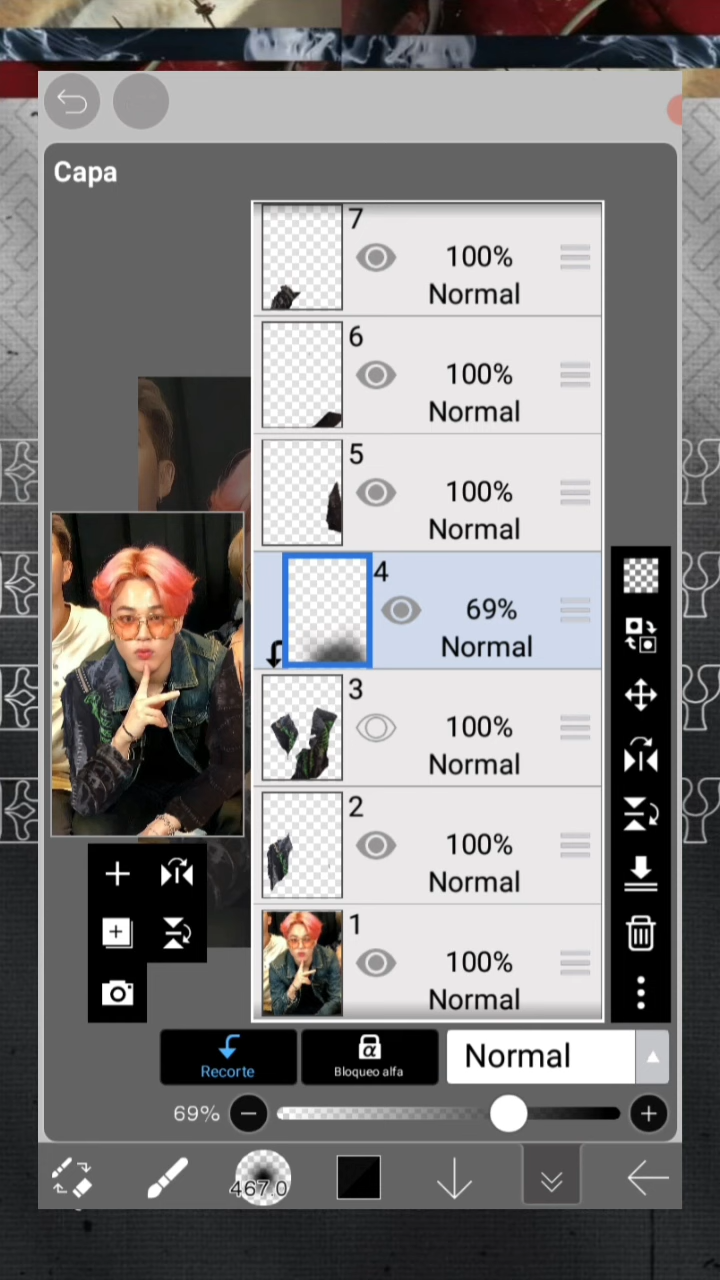 Capa
7
100%
Normal
6
100%
Normal
5
100%
Normal
4
69%
Normal
3
100%
Normal
2
100%
Normal
1
100%
Normal
Recorte
α
Bloqueo alfa
Normal
69%
467.0